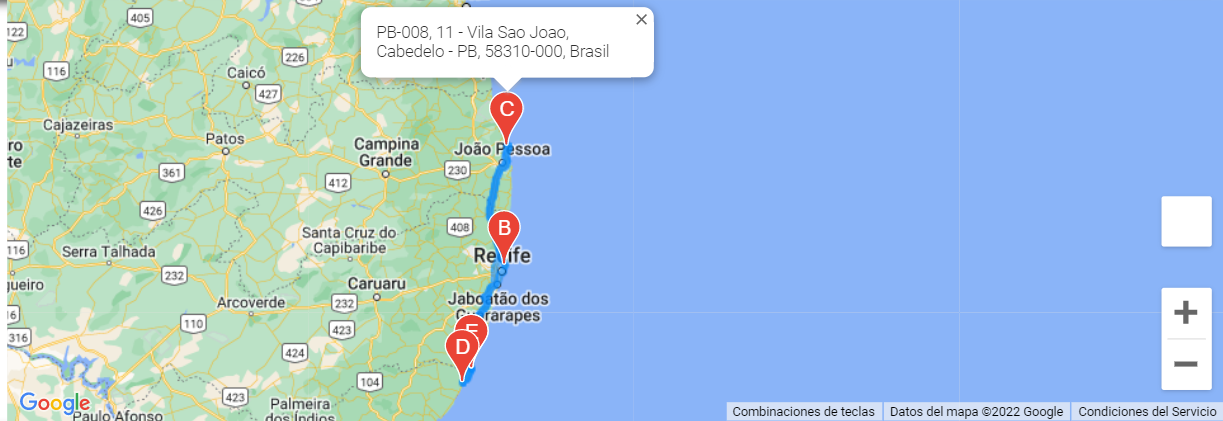 PB-008, 11 - Vila Sao Joao,
Cabedelo - PB, 58310-000, Brasil
405
226
116
Caicó
427
C
Cajazeiras
Patos
Campina
Grande
João Pessoa
230
361
412
426
408
B
Santa Cruz do
Capibaribe
116
Serra Talhada
Recife
232
Caruaru
Jaboatão dos
Guararapes
Arcoverde
232
110
423
316
D
424
104
423
Google
Paulo Afonso
Palmeira
dos Índios
Combinaciones de teclas
Datos del mapa ©2022 Google
Condiciones del Servicio